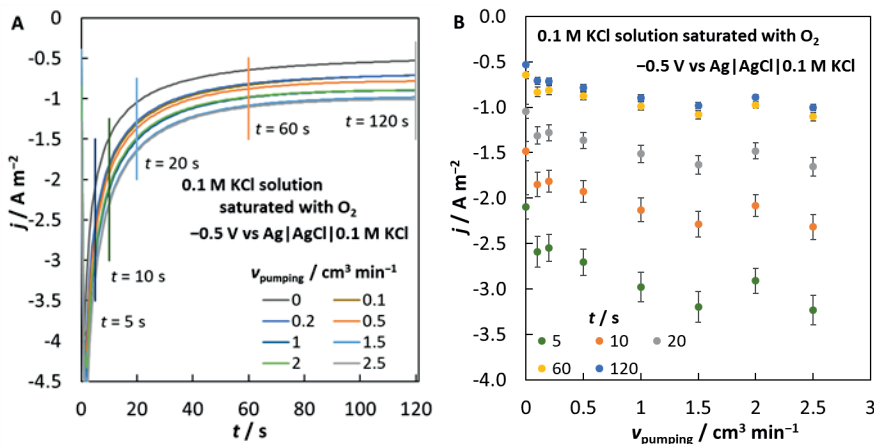 A
j / A m⁻²
-0.5
-1
-1.5
-2
-2.5
-3
-3.5
-4
-4.5
0
20
40
60
80
100
120
t / s
t = 5 s
t = 10 s
t = 20 s
t = 60 s
t = 120 s
0.1 M KCl solution
saturated with O₂
−0.5 V vs Ag|AgCl|0.1 M KCl
vpumping / cm³ min⁻¹
0 0.1
0.2 0.5
1 1.5
2 2.5
B
j / A m⁻²
-0.0
-0.5
-1.0
-1.5
-2.0
-2.5
-3.0
-3.5
-4.0
0.1 M KCl solution saturated with O₂
−0.5 V vs Ag|AgCl|0.1 M KCl
t / s
5 10 20
60 120
0
0.5
1
1.5
2
2.5
3
vpumping / cm³ min⁻¹